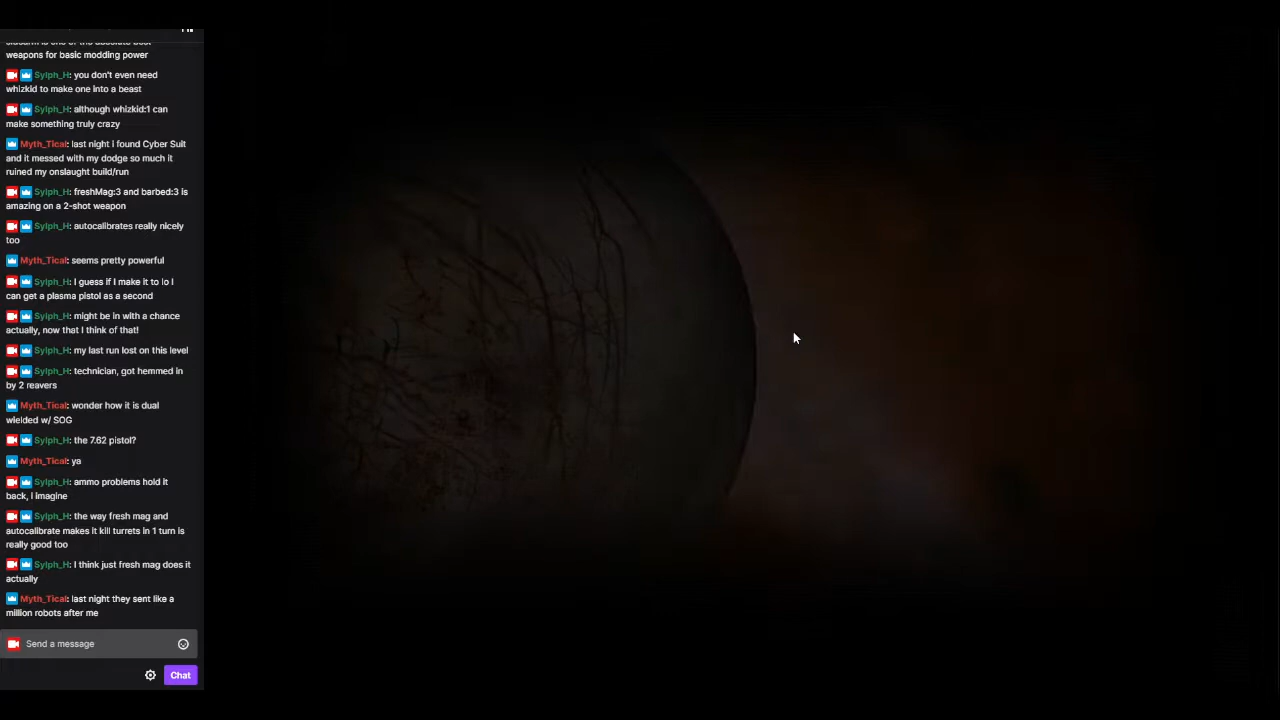 weapons for basic modding power
Sylph_H: you don't even need
whizkid to make one into a beast
Sylph_H: although whizkid:1 can
make something truly crazy
Myth_Tical: last night i found Cyber Suit
and it messed with my dodge so much it
ruined my onslaught build/run
Sylph_H: freshMag:3 and barbed:3 is
amazing on a 2-shot weapon
Sylph_H: autocalibrates really nicely
too
Myth_Tical: seems pretty powerful
Sylph_H: I guess if I make it to Io I
can get a plasma pistol as a second
Sylph_H: might be in with a chance
actually, now that I think of that!
Sylph_H: my last run lost on this level
Sylph_H: technician, got hemmed in
by 2 reavers
Myth_Tical: wonder how it is dual
wielded w/ SOG
Sylph_H: the 7.62 pistol?
Myth_Tical: ya
Sylph_H: ammo problems hold it
back, I imagine
Sylph_H: the way fresh mag and
autocalibrate makes it kill turrets in 1 turn is
really good too
Sylph_H: I think just fresh mag does it
actually
Myth_Tical: last night they sent like a
million robots after me
Send a message
Chat